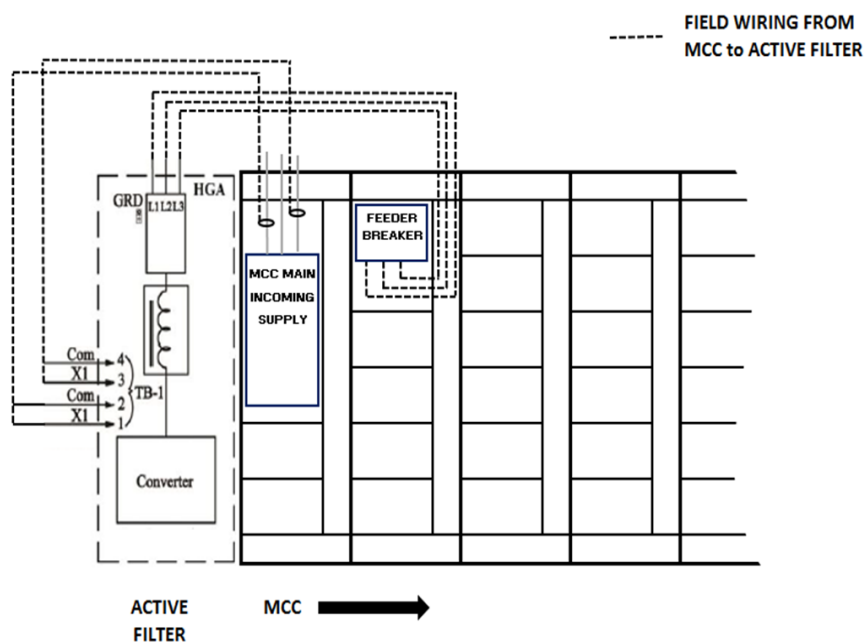 FIELD WIRING FROM
MCC to ACTIVE FILTER
HGA
GRD
L1 L2 L3
FEEDER
BREAKER
MCC MAIN
INCOMING
SUPPLY
Com 4
X1 3
TB-1
Com 2
X1 1
Converter
ACTIVE
FILTER
MCC